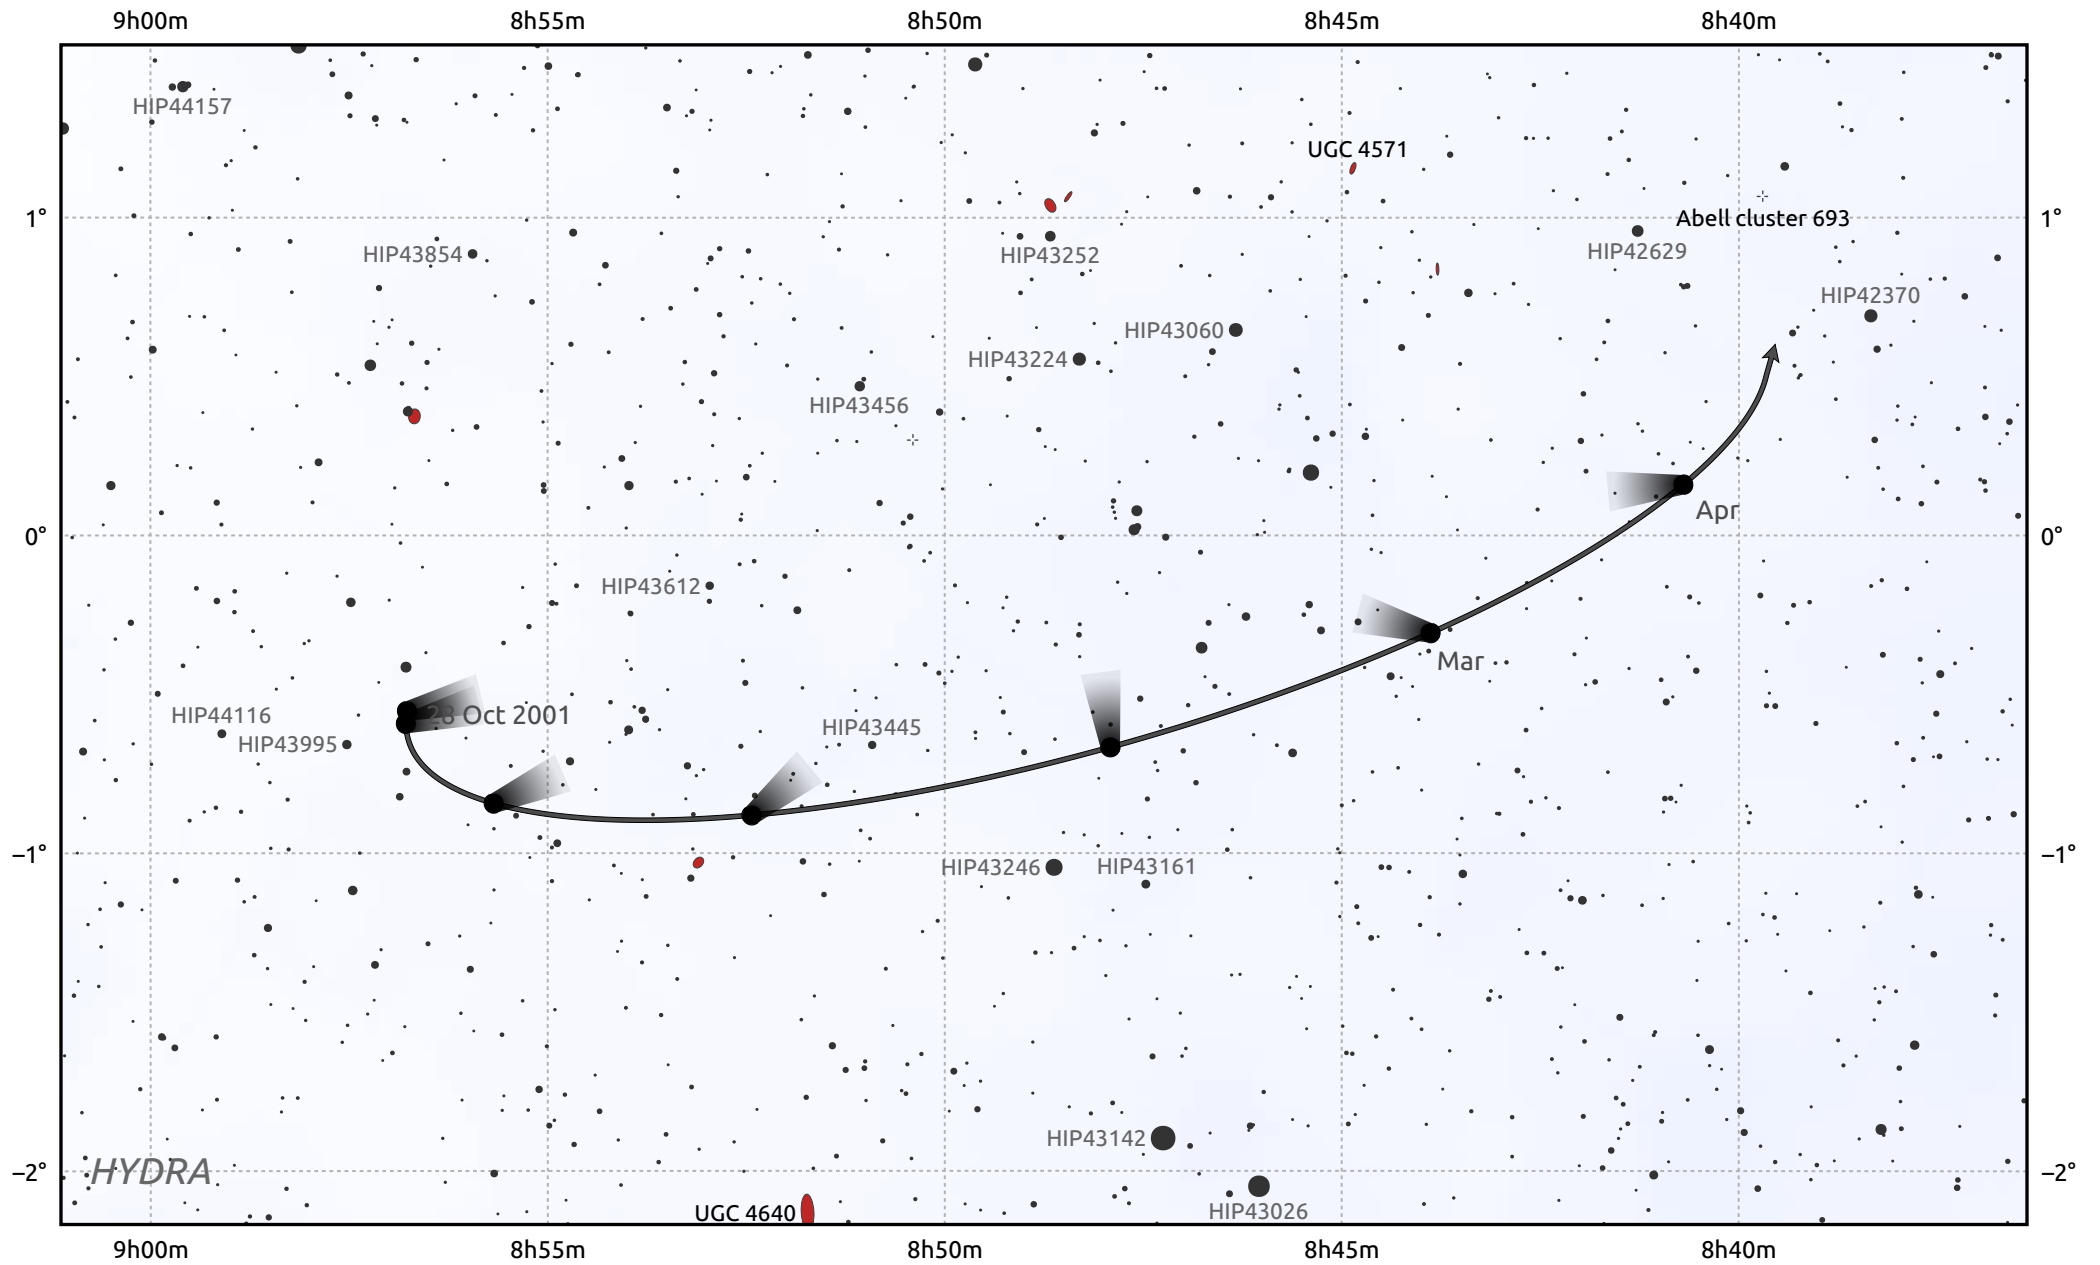 9h00m 8h55m 8h50m 8h45m 8h40m
HIP44157
UGC 4571
1° Abell cluster 693 1°
HIP43854 HIP43252 HIP42629
HIP42370
HIP43060
HIP43224
HIP43456
Apr
0° 0°
HIP43612
Mar
HIP44116 28 Oct 2001
HIP43445
HIP43995
−1° −1°
HIP43246 HIP43161
HIP43142
HYDRA
−2° −2°
UGC 4640 HIP43026
9h00m 8h55m 8h50m 8h45m 8h40m